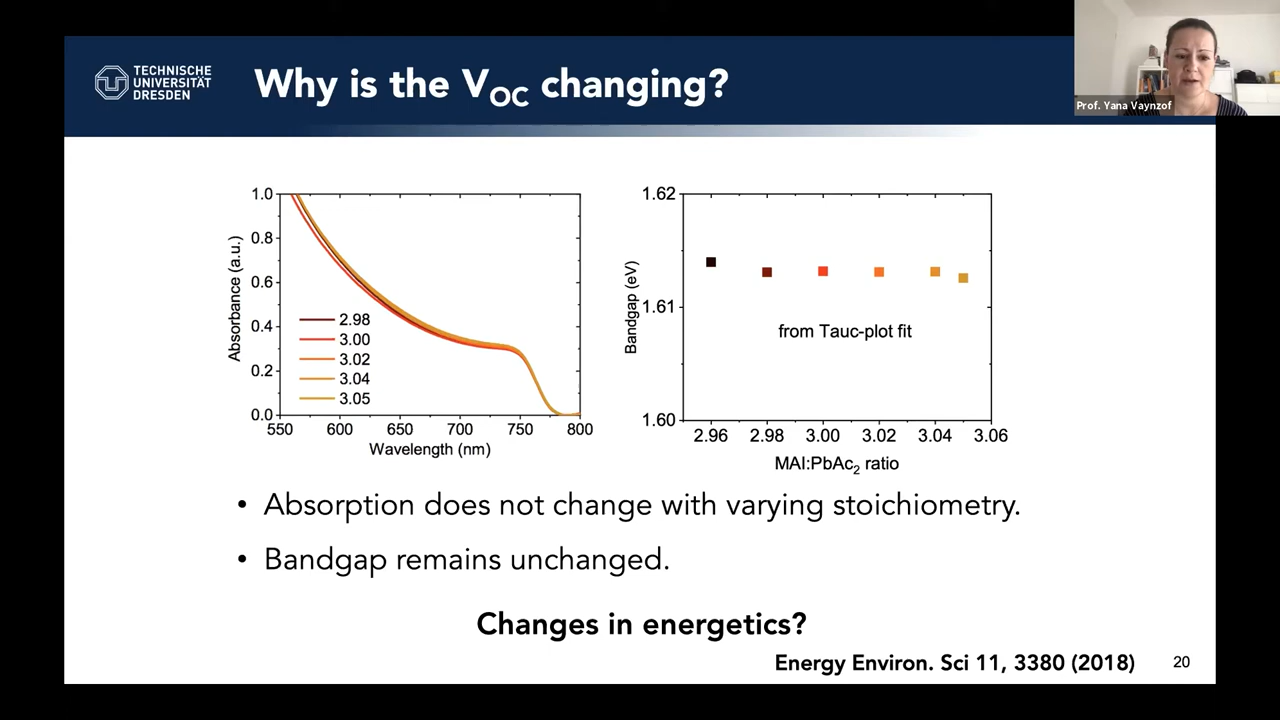 TECHNISCHE
UNIVERSITÄT
DRESDEN
Why is the VOC changing?
Prof. Yana Vaynzof
1.0
0.8
0.6
0.4
0.2
0.0
Absorbance (a.u.)
2.98
3.00
3.02
3.04
3.05
550 600 650 700 750 800
Wavelength (nm)
1.62
1.61
1.60
Bandgap (eV)
from Tauc-plot fit
2.96 2.98 3.00 3.02 3.04 3.06
MAI:PbAc2 ratio
• Absorption does not change with varying stoichiometry.
• Bandgap remains unchanged.
Changes in energetics?
Energy Environ. Sci 11, 3380 (2018)
20